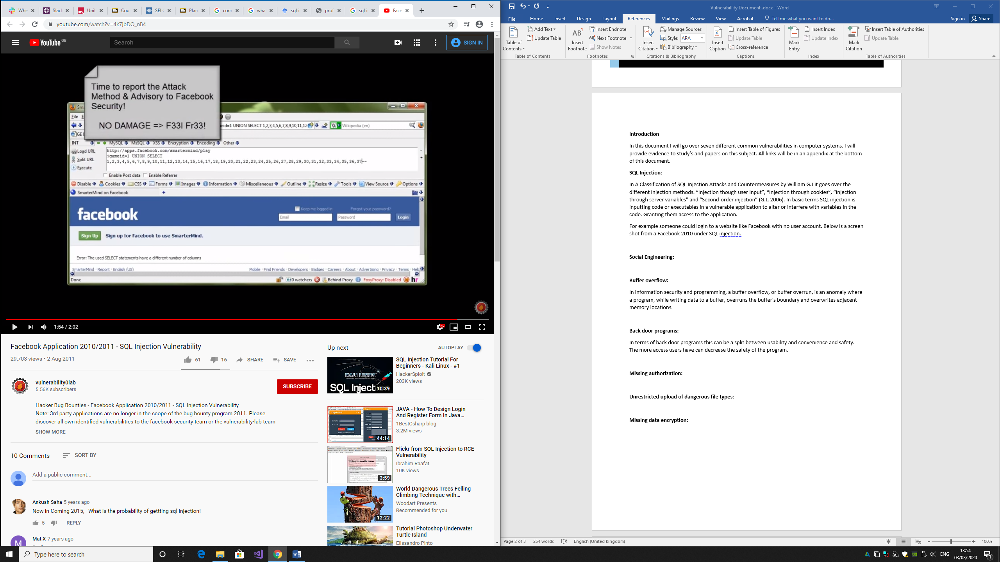 Whe
Slack
UniL
Cour
SEI C
Plan
com
what
sql i
prof
sql i
Face
youtube.com/watch?v=4k7jbDO_nB4
YouTube GB
Search
SIGN IN
Time to report the Attack
Method & Advisory to Facebook
Security!
NO DAMAGE => F33l Fr33!
eid=1 UNION SELECT 1,2,3,4,5,6,7,8,9,10,11,12
Wikipedia (en)
INT
MySQL MsSQL XSS Encryption Encoding Other
Load URL
Split URL
Execute
http://apps.facebook.com/smartermind/play
?gameid=1 UNION SELECT
1,2,3,4,5,6,7,8,9,10,11,12,13,14,15,16,17,18,19,20,21,22,23,24,25,26,27,28,29,30,31,32,33,34,35,36,37--
Enable Post data Enable Referrer
Disable Cookies CSS Forms Images Information Miscellaneous Outline Resize Tools View Source Options
SmarterMind on Facebook
facebook
Keep me logged in Forgot your password?
Email Password Login
Sign Up Sign up for Facebook to use SmarterMind.
Error: The used SELECT statements have a different number of columns
SmarterMind · Report · English (US)
Mobile · Find Friends · Developers · Badges · Careers · About · Advertising · Privacy · Terms · Help
Done
0 watchers Behind Proxy FoxyProxy: Disabled hr
1:54 / 2:02
HD
Facebook Application 2010/2011 - SQL Injection Vulnerability
29,703 views • 2 Aug 2011
61 16 SHARE SAVE
vulnerability0lab
5.56K subscribers
SUBSCRIBE
Hacker Bug Bounties - Facebook Application 2010/2011 - SQL Injection Vulnerability
Note: 3rd party applications are no longer in the scope of the bug bounty program 2011. Please
discover all own identified vulnerabilities to the facebook security team or the vulnerability-lab team
SHOW MORE
10 Comments SORT BY
Add a public comment...
Ankush Saha 5 years ago
Now in Coming 2015, What is the probability of gettting sql injection!
5 REPLY
M
Mat X 7 years ago
Up next AUTOPLAY
KALI LINUX
SQL Inject
10:39
SQL Injection Tutorial For
Beginners - Kali Linux - #1
HackerSploit
203K views
44:14
JAVA - How To Design Login
And Register Form In Java...
1BestCsharp blog
3.2M views
Writing files on the server
3:59
Flickr from SQL Injection to RCE
Vulnerability
Ibrahim Raafat
10K views
12:22
World Dangerous Trees Felling
Climbing Technique with...
Woodart Presents
Recommended for you
Tutorial Photoshop Underwater
Turtle Island
Elissandro Pinto
Vulnerabillity Document..docx - Word
File Home Insert Design Layout References Mailings Review View Acrobat Tell me what you want to do...
Sign in Share
Table of
Contents
Add Text
Update Table
Table of Contents
AB1
Insert
Footnote
Insert Endnote
Next Footnote
Show Notes
Footnotes
Insert
Citation
Manage Sources
Style: APA
Bibliography
Citations & Bibliography
Insert
Caption
Insert Table of Figures
Update Table
Cross-reference
Captions
Mark
Entry
Insert Index
Update Index
Index
Mark
Citation
Insert Table of Authorities
Update Table
Table of Authorities
Introduction
In this document I will go over seven different common vulnerabilities in computer systems. I will
provide evidence to study's and papers on this subject. All links will be in an appendix at the bottom
of this document.
SQL Injection:
In A Classification of SQL Injection Attacks and Countermeasures by William G.J it goes over the
different injection methods. “Injection though user input”, “Injection through cookies”, “Injection
through server variables” and “Second-order injection” (G.J, 2006). In basic terms SQL injection is
inputting code or executables in a vulnerable application to alter or interfere with variables in the
code. Granting them access to the application.
For example someone could login to a website like Facebook with no user account. Below is a screen
shot from a Facebook 2010 under SQL injection.
Social Engineering:
Buffer overflow:
In information security and programming, a buffer overflow, or buffer overrun, is an anomaly where
a program, while writing data to a buffer, overruns the buffer's boundary and overwrites adjacent
memory locations.
Back door programs:
In terms of back door programs this can be a split between usability and convenience and safety.
The more access users have can decrease the safety of the program.
Missing authorization:
Unrestricted upload of dangerous file types:
Missing data encryption:
Page 2 of 3 254 words English (United Kingdom)
100%
Type here to search
ENG
13:54
03/03/2020
1